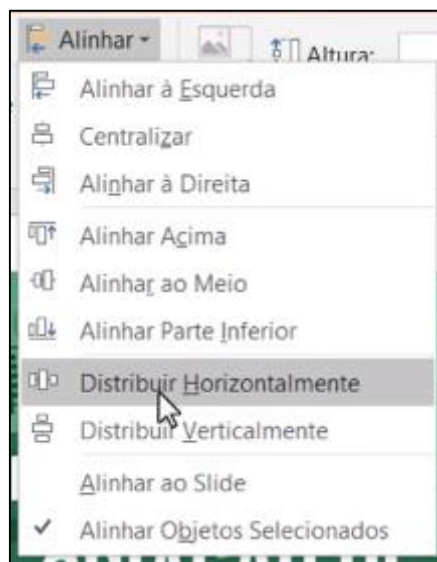 Alinhar
Altura:
Alinhar à Esquerda
Centralizar
Alinhar à Direita
Alinhar Acima
Alinhar ao Meio
Alinhar Parte Inferior
Distribuir Horizontalmente
Distribuir Verticalmente
Alinhar ao Slide
Alinhar Objetos Selecionados